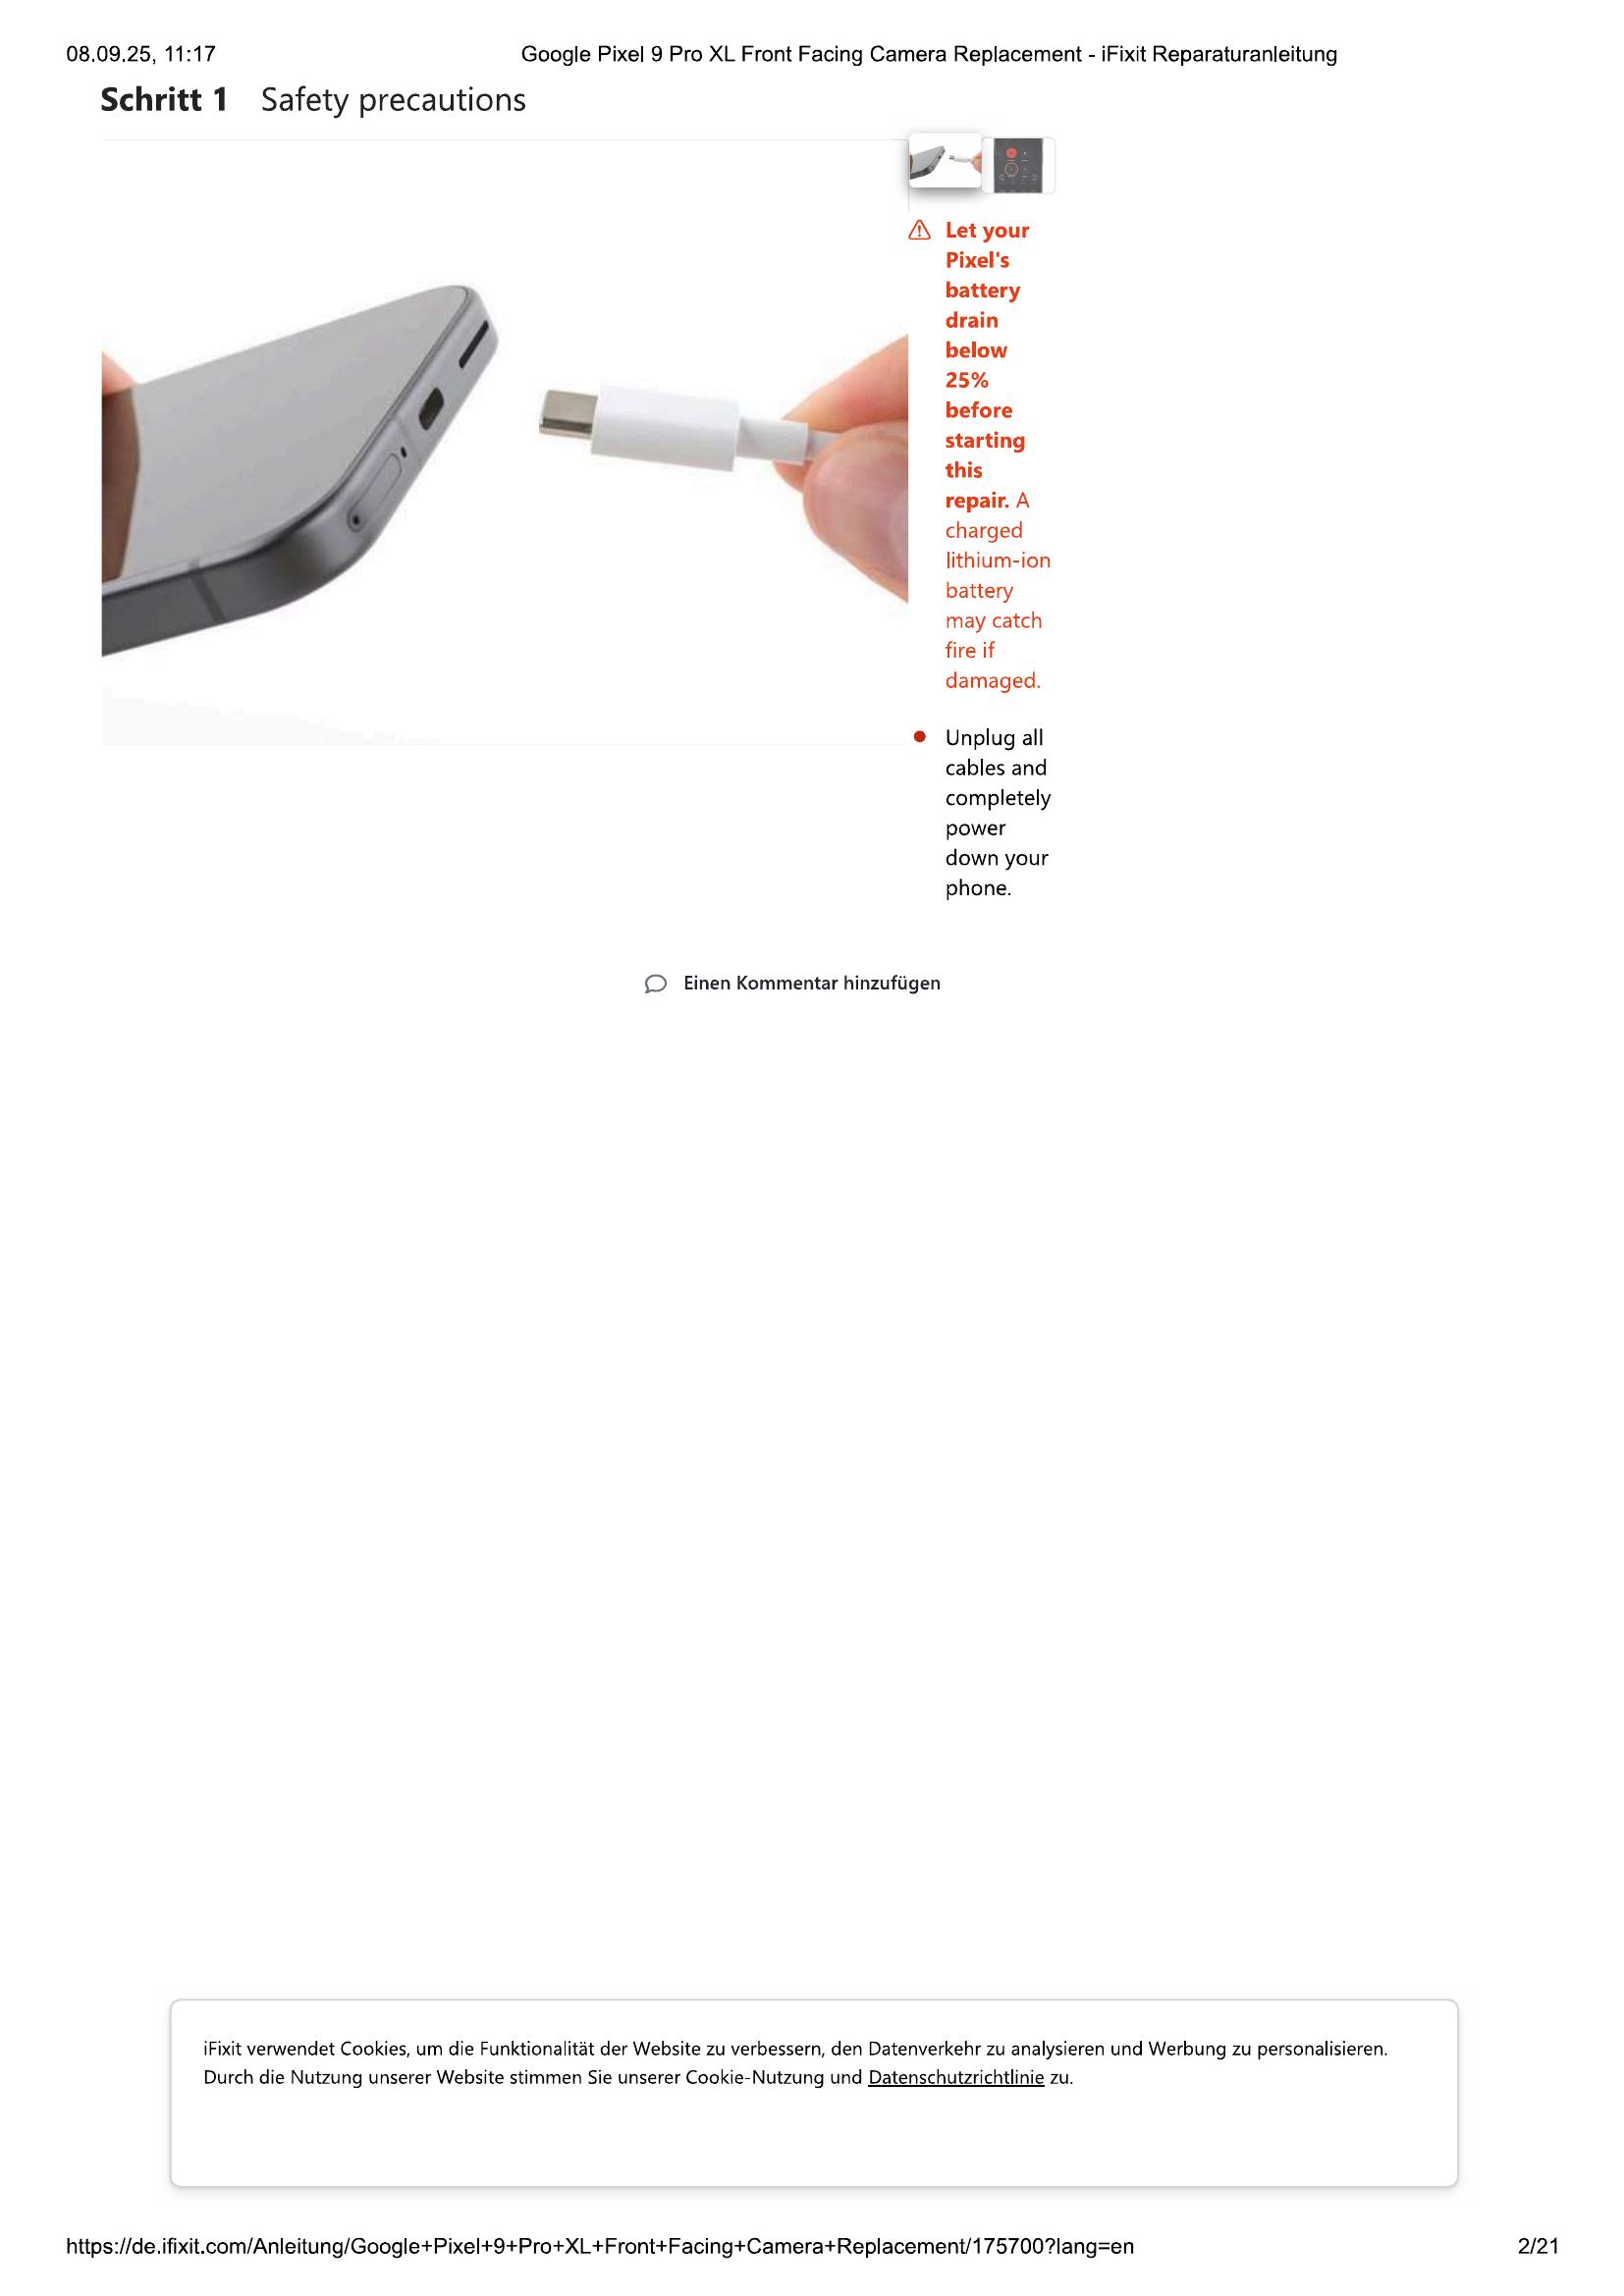 08.09.25, 11:17 Google Pixel 9 Pro XL Front Facing Camera Replacement - iFixit Reparaturanleitung
Schritt 1 Safety precautions
Let your
Pixel's
battery
drain
below
25%
before
starting
this
repair. A
charged
lithium-ion
battery
may catch
fire if
damaged.
Unplug all
cables and
completely
power
down your
phone.
Einen Kommentar hinzufügen
iFixit verwendet Cookies, um die Funktionalität der Website zu verbessern, den Datenverkehr zu analysieren und Werbung zu personalisieren.
Durch die Nutzung unserer Website stimmen Sie unserer Cookie-Nutzung und Datenschutzrichtlinie zu.
https://de.ifixit.com/Anleitung/Google+Pixel+9+Pro+XL+Front+Facing+Camera+Replacement/175700?lang=en 2/21